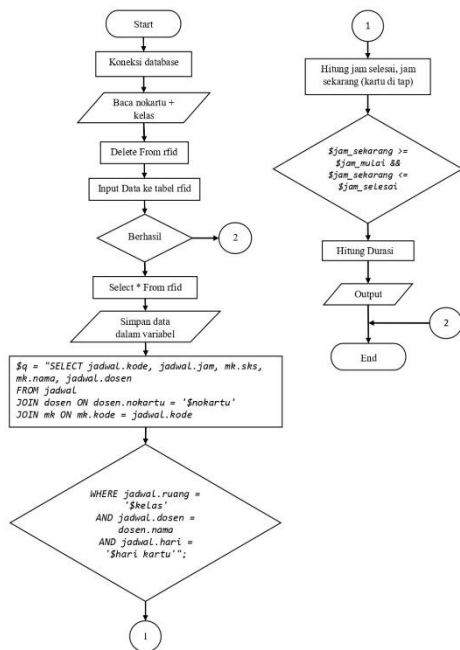 Start
Koneksi database
Baca nokartu +
kelas
Delete From rfid
Input Data ke tabel rfid
Berhasil
2
Select * From rfid
Simpan data
dalam variabel
$q = "SELECT jadwal.kode, jadwal.jam, mk.sks,
mk.nama, jadwal.dosen
FROM jadwal
JOIN dosen ON dosen.nokartu = '$nokartu'
JOIN mk ON mk.kode = jadwal.kode
WHERE jadwal.ruang =
'$kelas'
AND jadwal.dosen =
dosen.nama
AND jadwal.hari =
'$hari kartu'";
1
1
Hitung jam selesai, jam
sekarang (kartu di tap)
$jam_sekarang >=
$jam_mulai &&
$jam_sekarang <=
$jam_selesai
Hitung Durasi
Output
2
End